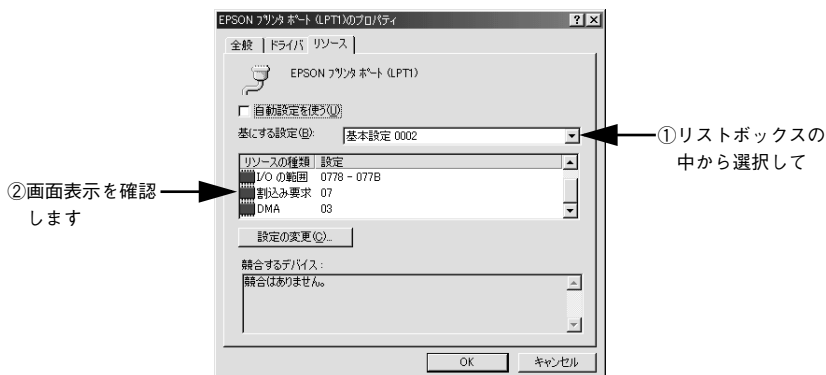 EPSON プリンタ ポート (LPT1)のプロパティ
全般 ドライバ リソース
EPSON プリンタ ポート (LPT1)
自動設定を使う(U)
基にする設定(B): 基本設定 0002
リソースの種類 設定
I/O の範囲 0778 - 077B
割込み要求 07
DMA 03
設定の変更(C)...
競合するデバイス:
競合はありません。
OK キャンセル
①リストボックスの
中から選択して
②画面表示を確認
します